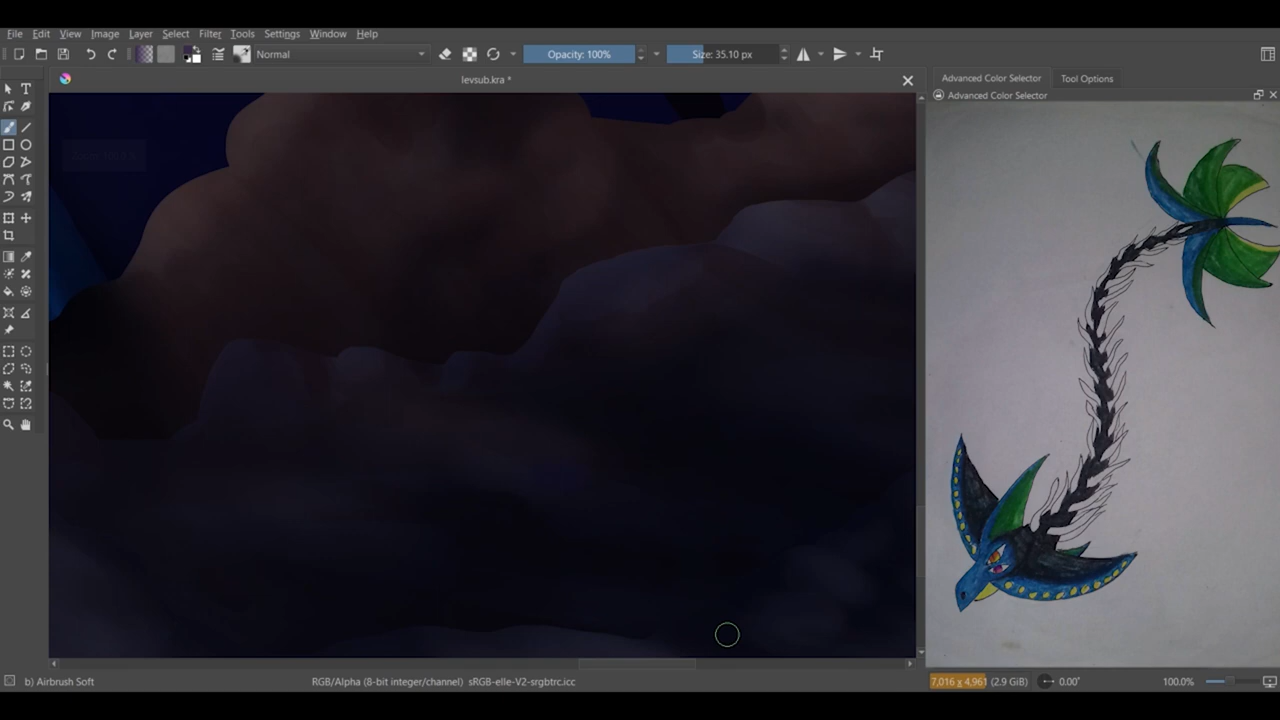 File Edit View Image Layer Select Filter Tools Settings Window Help
Normal Opacity: 100% Size: 35.10 px
levsub.kra *
Advanced Color Selector Tool Options
Advanced Color Selector
b) Airbrush Soft RGB/Alpha (8-bit integer/channel) sRGB-elle-V2-srgbtrc.icc 7,016 x 4,961 (2.9 GiB) 0.00° 100.0%